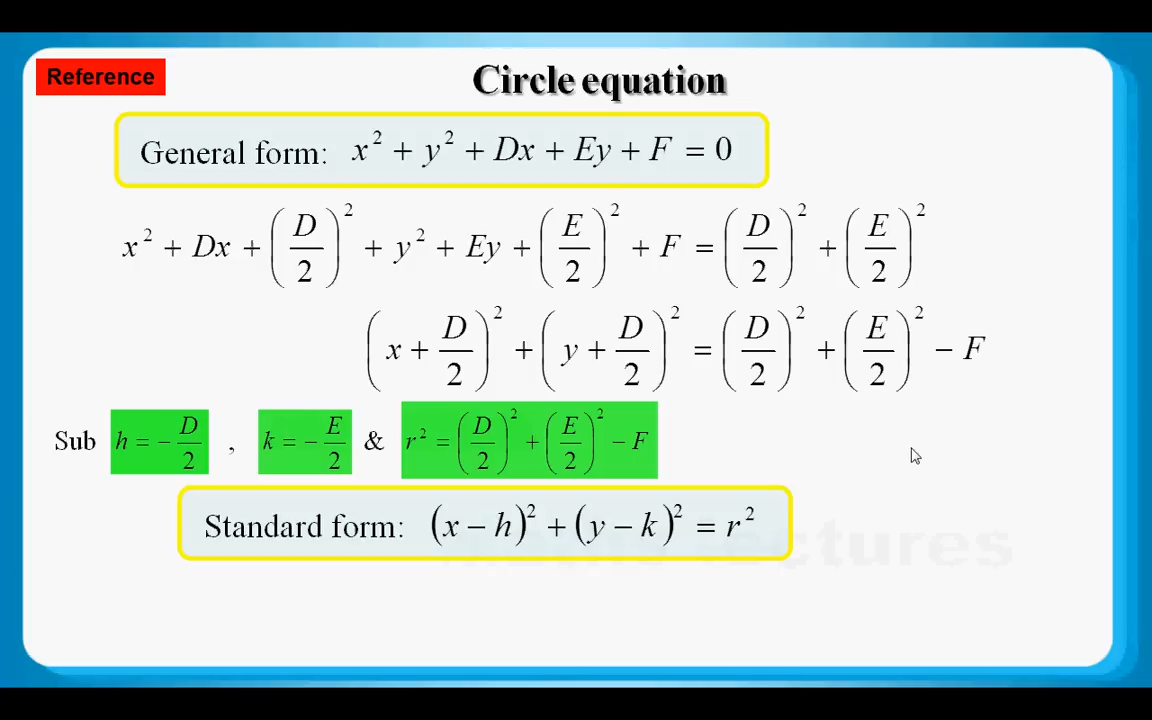 Reference
Circle equation
General form: x² + y² + Dx + Ey + F = 0
x² + Dx + (D/2)² + y² + Ey + (E/2)² + F = (D/2)² + (E/2)²
(x + D/2)² + (y + D/2)² = (D/2)² + (E/2)² − F
Sub h = −D/2 , k = −E/2 & r² = (D/2)² + (E/2)² − F
Standard form: (x − h)² + (y − k)² = r²